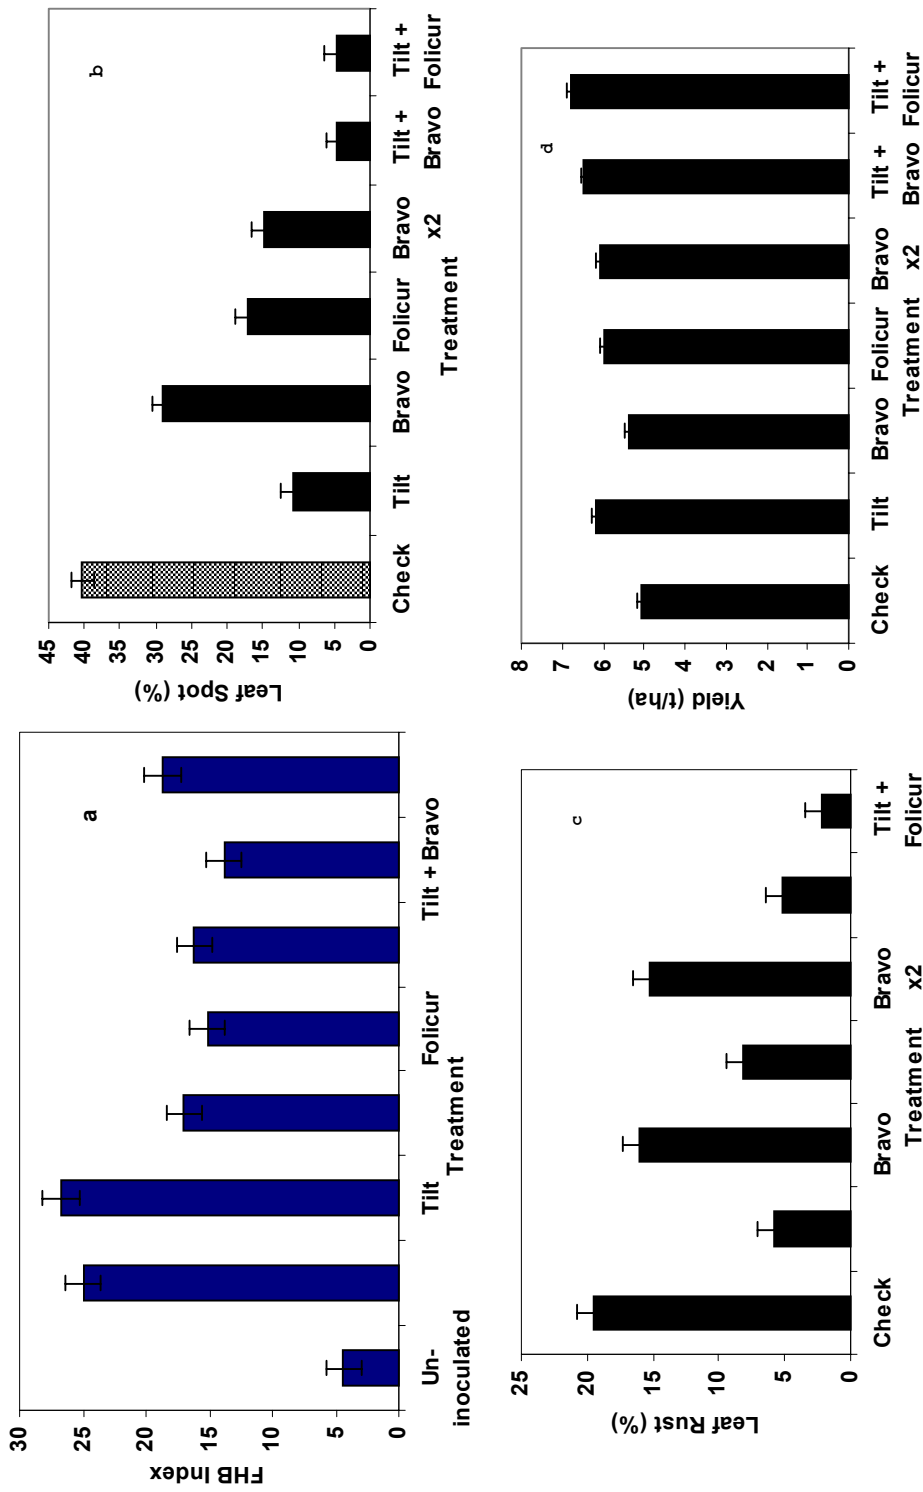 a
FHB Index
30
25
20
15
10
5
0
Un-
inoculated
Tilt
Folicur
Tilt + Bravo
Treatment
b
Leaf Spot (%)
45
40
35
30
25
20
15
10
5
0
Check
Tilt
Bravo
Folicur
Bravo
x2
Tilt +
Bravo
Tilt +
Folicur
Treatment
c
Leaf Rust (%)
25
20
15
10
5
0
Check
Bravo
Bravo
x2
Tilt +
Folicur
Treatment
d
Yield (t/ha)
8
7
6
5
4
3
2
1
0
Check
Tilt
Bravo
Folicur
Bravo
x2
Tilt +
Bravo
Tilt +
Folicur
Treatment